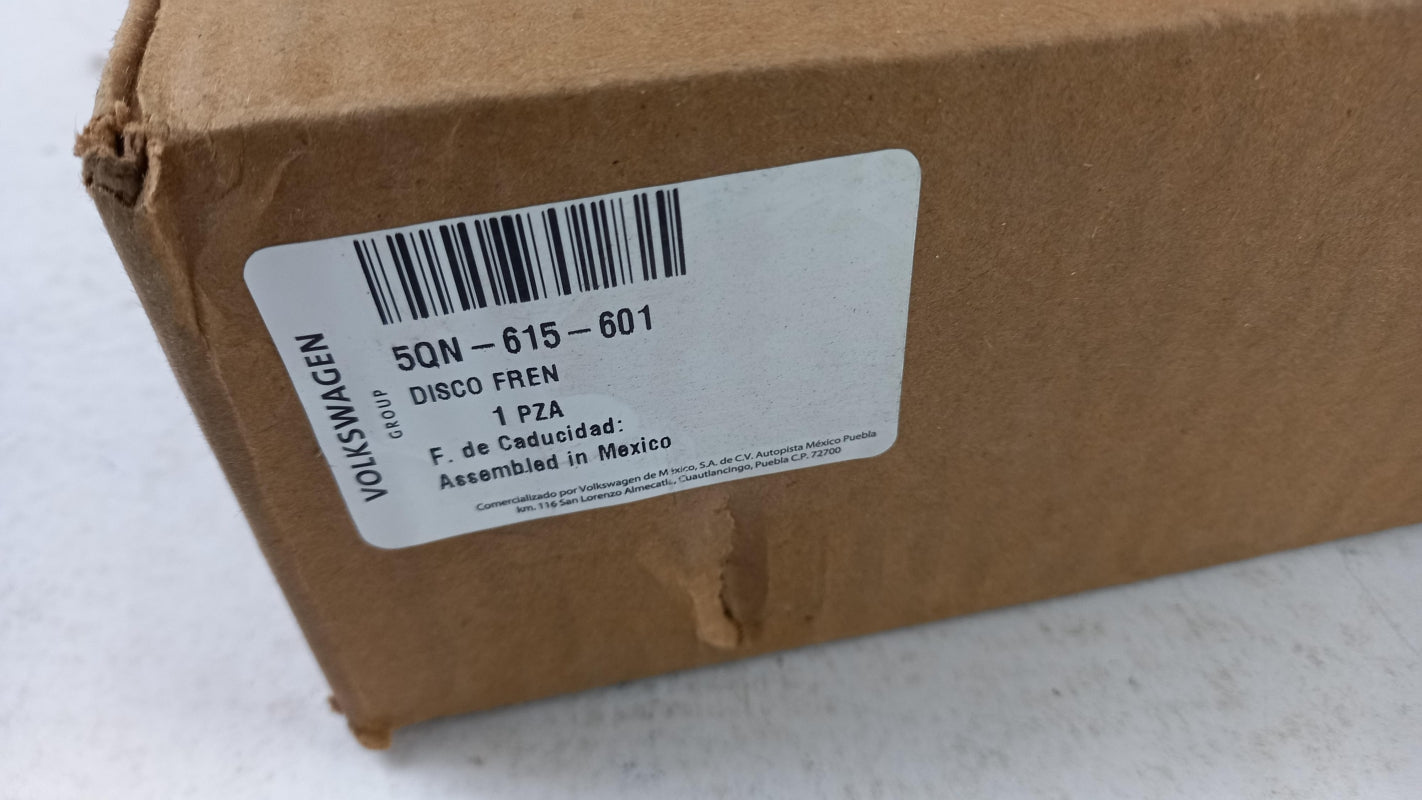 5QN-615-601
DISCO FREN
1 PZA
F. de Caducidad:
Assembled in Mexico
VOLKSWAGEN
GROUP
Comercializado por Volkswagen de México, S.A. de C.V. Autopista México Puebla
km. 116 San Lorenzo Almecatla, Cuautlancingo, Puebla C.P. 72700